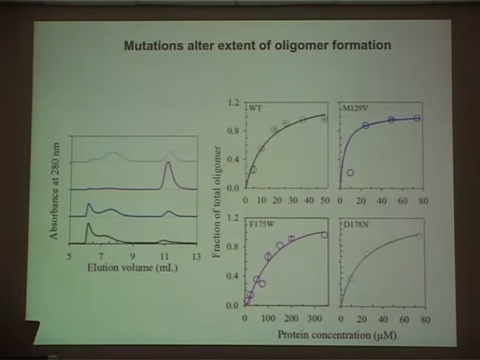 Mutations alter extent of oligomer formation
Absorbance at 280 nm
5 7 9 11 13
Elution volume (mL)
Fraction of total oligomer
1.2
0.8
0.4
0.0
WT
0 10 20 30 40 50
M129V
0 20 40 60 80
1.2
0.8
0.4
0.0
F175W
0 100 200 300
D178N
0 20 40 60 80
Protein concentration (µM)